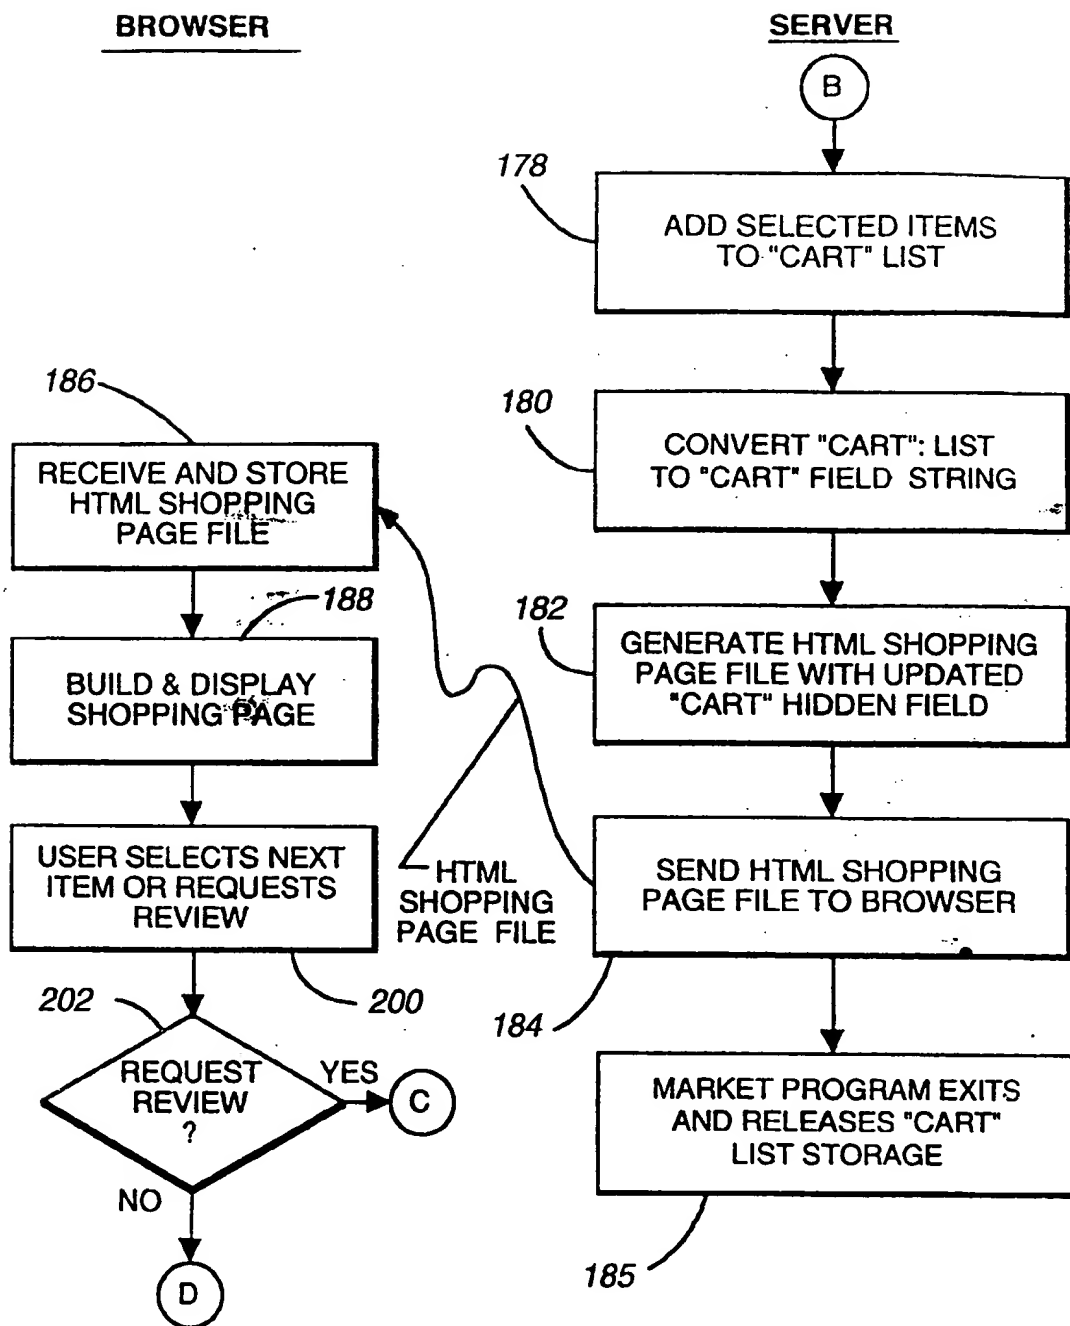 BROWSER
SERVER
B
178
ADD SELECTED ITEMS
TO "CART" LIST
186
180
RECEIVE AND STORE
HTML SHOPPING
PAGE FILE
CONVERT "CART": LIST
TO "CART" FIELD STRING
188
182
BUILD & DISPLAY
SHOPPING PAGE
GENERATE HTML SHOPPING
PAGE FILE WITH UPDATED
"CART" HIDDEN FIELD
USER SELECTS NEXT
ITEM OR REQUESTS
REVIEW
HTML
SHOPPING
PAGE FILE
SEND HTML SHOPPING
PAGE FILE TO BROWSER
200
184
202
REQUEST
REVIEW
?
YES
C
NO
D
MARKET PROGRAM EXITS
AND RELEASES "CART"
LIST STORAGE
185